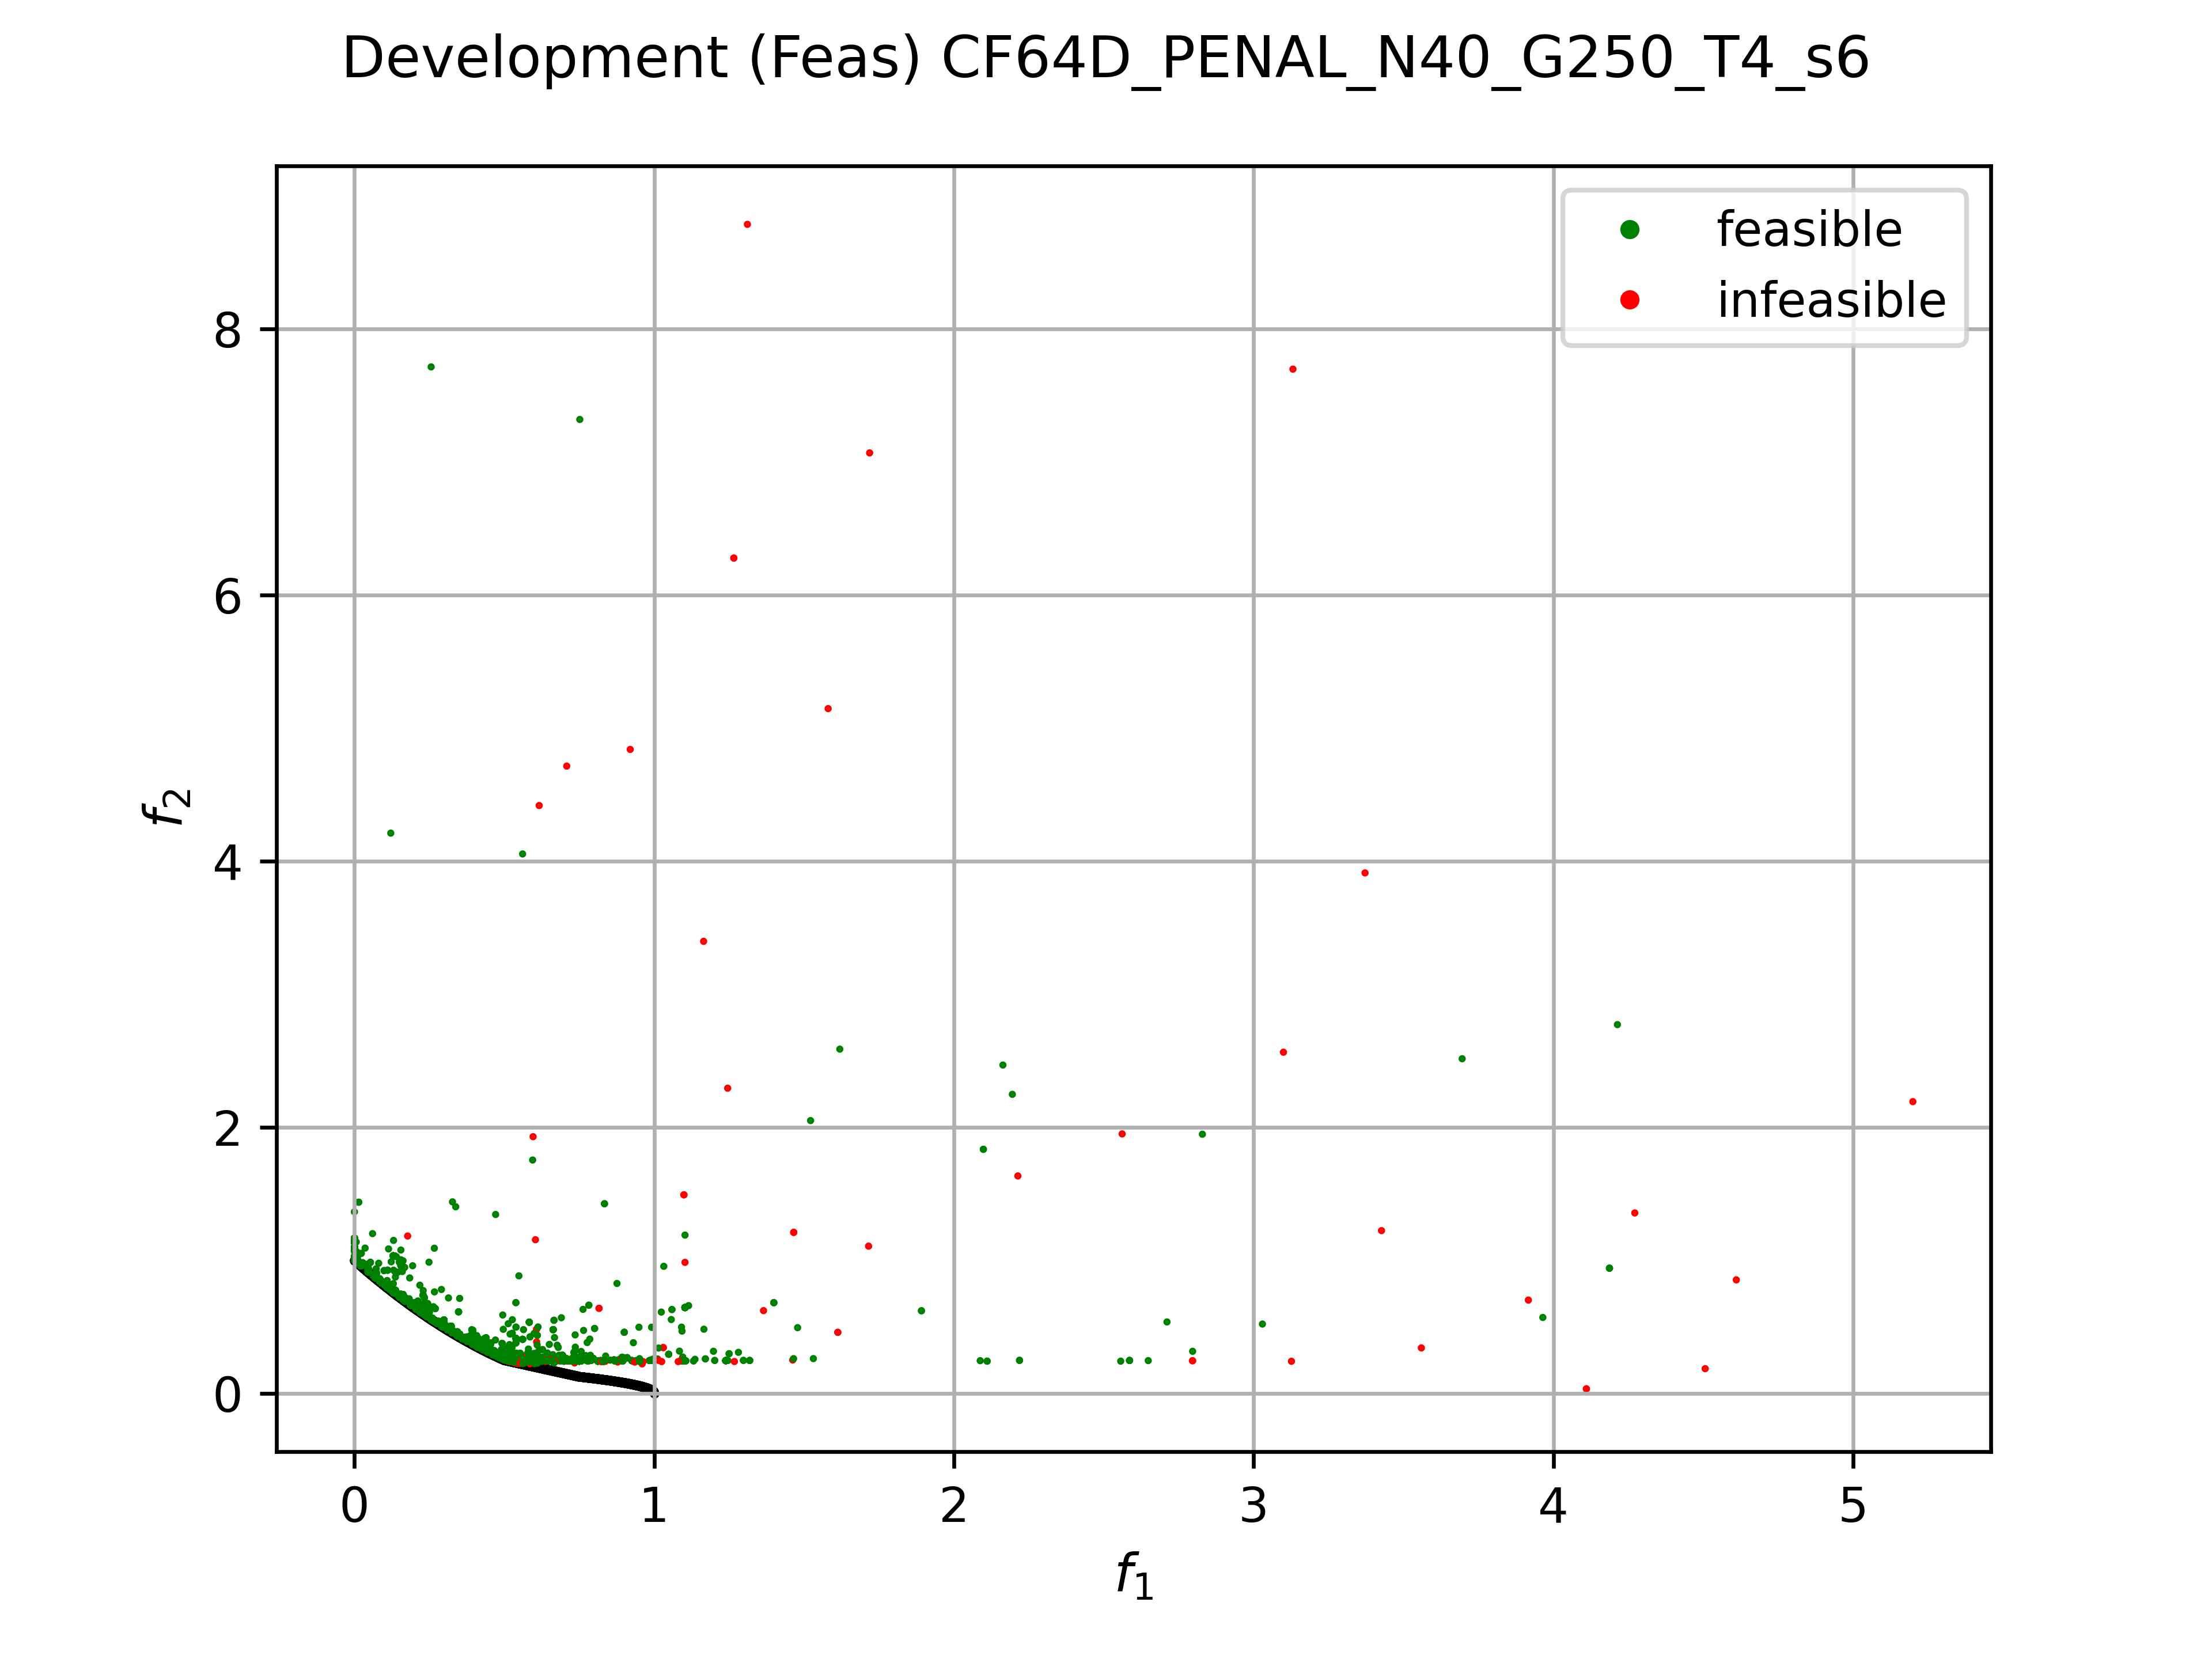 Development (Feas) CF64D_PENAL_N40_G250_T4_s6
feasible
infeasible
8
6
4
2
0
f2
0 1 2 3 4 5
f1